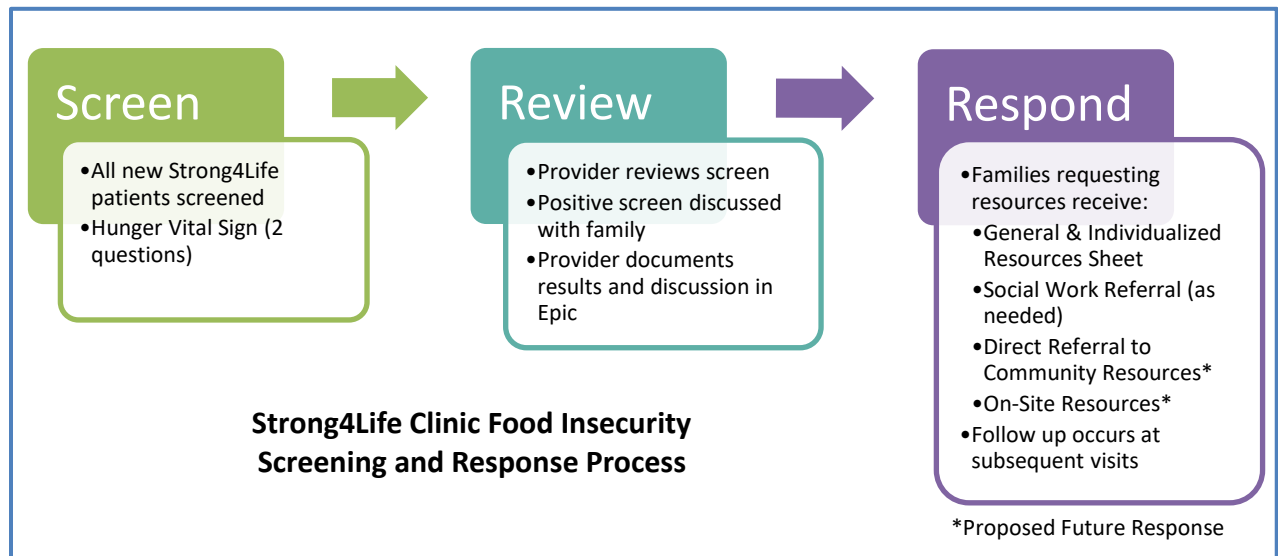 Screen
•All new Strong4Life
patients screened
•Hunger Vital Sign (2
questions)
Review
•Provider reviews screen
•Positive screen discussed
with family
•Provider documents
results and discussion in
Epic
Respond
•Families requesting
resources receive:
•General & Individualized
Resources Sheet
•Social Work Referral (as
needed)
•Direct Referral to
Community Resources*
•On-Site Resources*
•Follow up occurs at
subsequent visits
Strong4Life Clinic Food Insecurity
Screening and Response Process
*Proposed Future Response